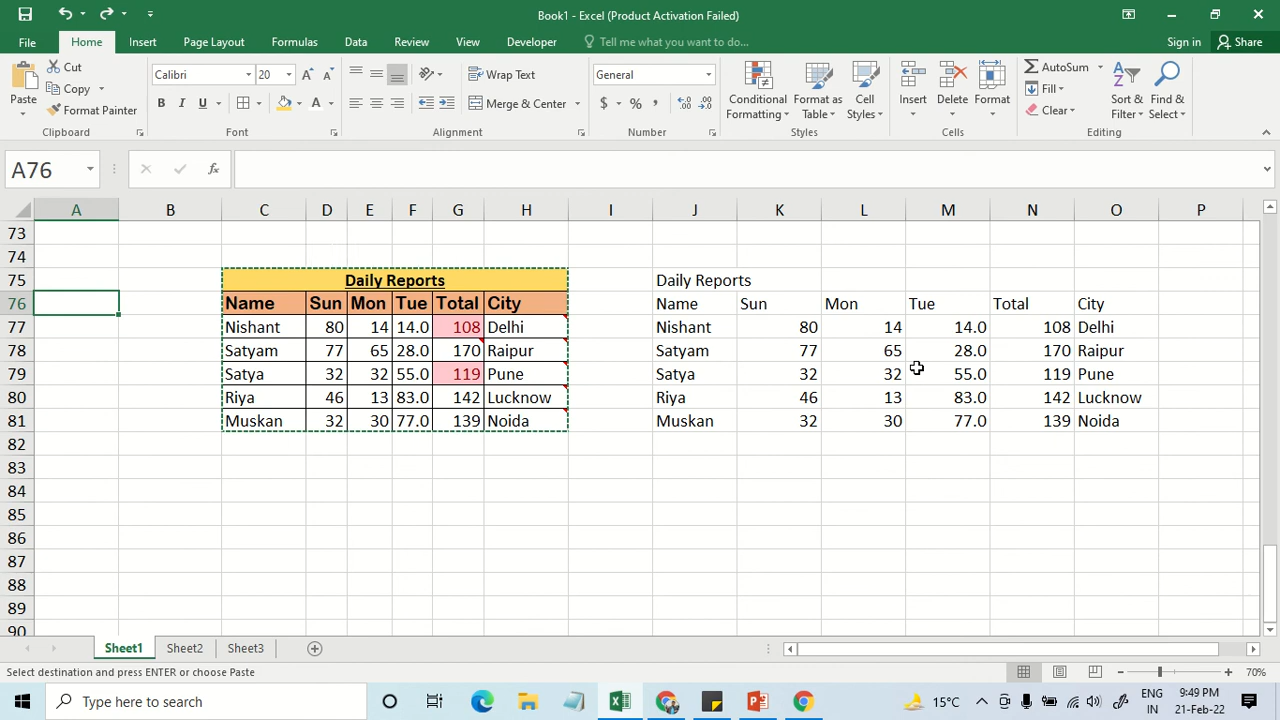 Book1 - Excel (Product Activation Failed)
File Home Insert Page Layout Formulas Data Review View Developer Tell me what you want to do... Sign in Share
Paste Cut Copy Format Painter Clipboard
Calibri 20 A A B I U A Font
ab Wrap Text Merge & Center Alignment
General $ % , .0 .00 .00 .0 Number
Conditional Formatting Format as Table Cell Styles Styles
Insert Delete Format Cells
AutoSum Fill Clear Sort & Filter Find & Select Editing
A76 fx
A B C D E F G H I J K L M N O P
73
74
75 Daily Reports Daily Reports
76 Name Sun Mon Tue Total City Name Sun Mon Tue Total City
77 Nishant 80 14 14.0 108 Delhi Nishant 80 14 14.0 108 Delhi
78 Satyam 77 65 28.0 170 Raipur Satyam 77 65 28.0 170 Raipur
79 Satya 32 32 55.0 119 Pune Satya 32 32 55.0 119 Pune
80 Riya 46 13 83.0 142 Lucknow Riya 46 13 83.0 142 Lucknow
81 Muskan 32 30 77.0 139 Noida Muskan 32 30 77.0 139 Noida
82
83
84
85
86
87
88
89
90
Sheet1 Sheet2 Sheet3
Select destination and press ENTER or choose Paste 70%
Type here to search 15°C ENG IN 9:49 PM 21-Feb-22